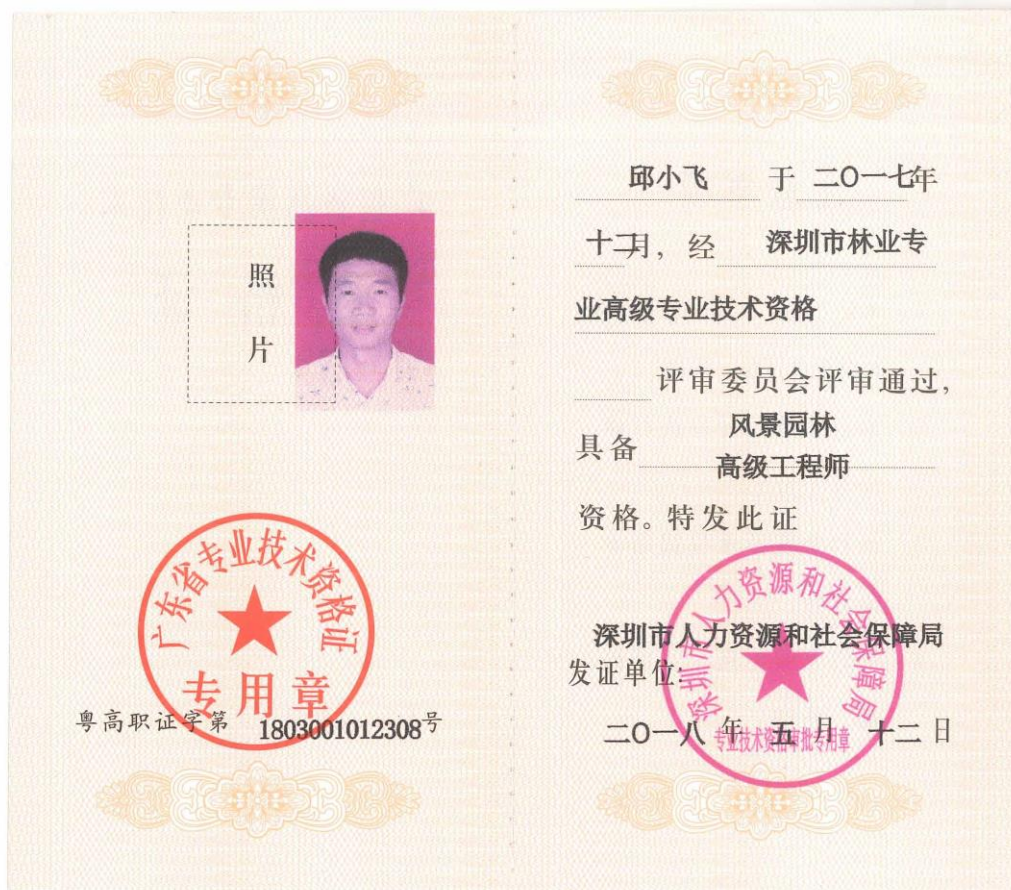 照
片
广东省专业技术资格证
专用章
粤高职证字第 1803001012308号
邱小飞 于 二〇一七年
十二月，经 深圳市林业专
业高级专业技术资格
评审委员会评审通过，
风景园林
具备
高级工程师
资格。特发此证
深圳市人力资源和社会保障局
深圳市人力资源和社会保障局
发证单位：
二〇一八年 五月 十二日
专业技术资格审批专用章